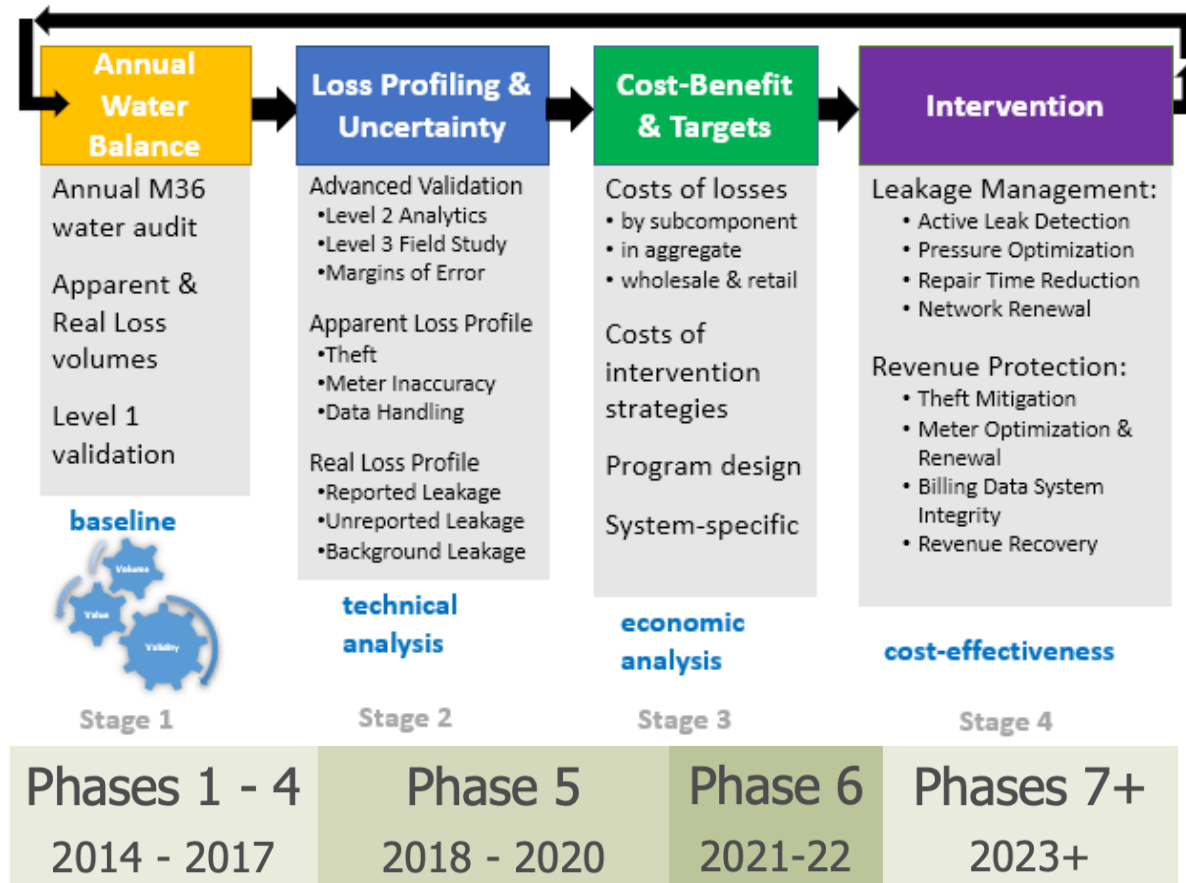 Annual
Water
Balance
Annual M36
water audit
Apparent &
Real Loss
volumes
Level 1
validation
baseline
Volume
Value
Validity
Stage 1
Loss Profiling &
Uncertainty
Advanced Validation
•Level 2 Analytics
•Level 3 Field Study
•Margins of Error
Apparent Loss Profile
•Theft
•Meter Inaccuracy
•Data Handling
Real Loss Profile
•Reported Leakage
•Unreported Leakage
•Background Leakage
technical
analysis
Stage 2
Cost-Benefit
& Targets
Costs of losses
• by subcomponent
• in aggregate
• wholesale & retail
Costs of
intervention
strategies
Program design
System-specific
economic
analysis
Stage 3
Intervention
Leakage Management:
• Active Leak Detection
• Pressure Optimization
• Repair Time Reduction
• Network Renewal
Revenue Protection:
• Theft Mitigation
• Meter Optimization &
Renewal
• Billing Data System
Integrity
• Revenue Recovery
cost-effectiveness
Stage 4
Phases 1 - 4
2014 - 2017
Phase 5
2018 - 2020
Phase 6
2021-22
Phases 7+
2023+